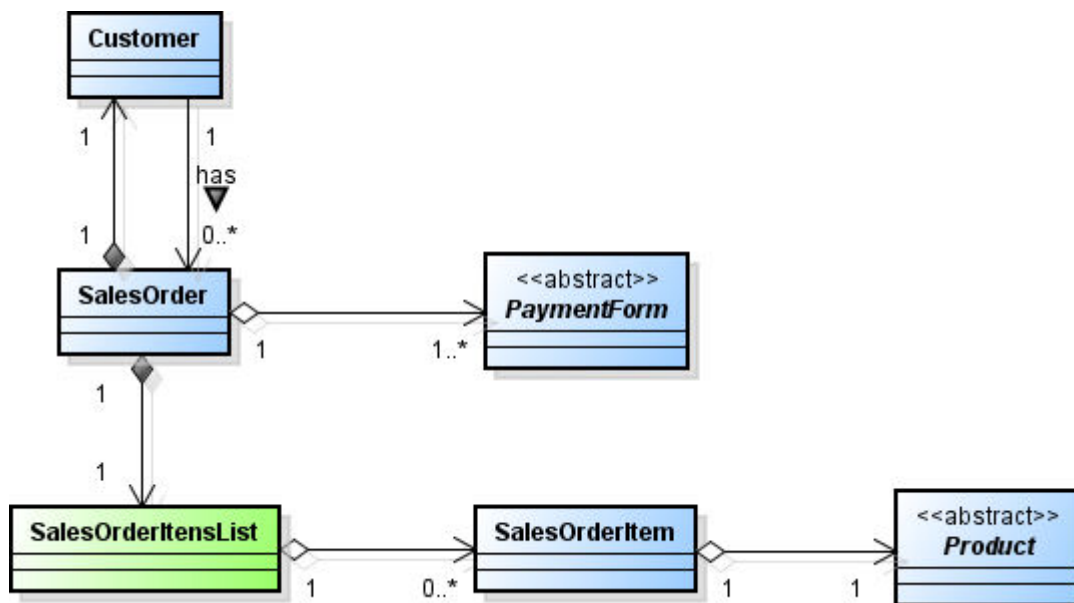 Customer
1
1
has
1
0..*
SalesOrder
<<abstract>>
PaymentForm
1
1..*
1
1
SalesOrderItensList
SalesOrderItem
<<abstract>>
Product
1
0..*
1
1